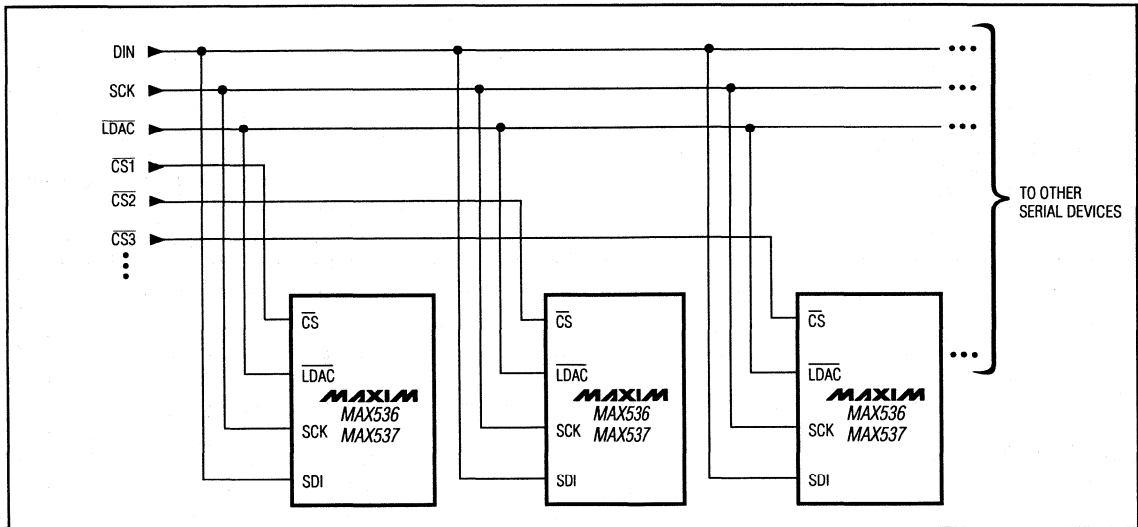 DIN
SCK
LDAC
CS1
CS2
CS3
TO OTHER
SERIAL DEVICES
CS
LDAC
MAXIM
MAX536
MAX537
SCK
SDI
CS
LDAC
MAXIM
MAX536
MAX537
SCK
SDI
CS
LDAC
MAXIM
MAX536
MAX537
SCK
SDI